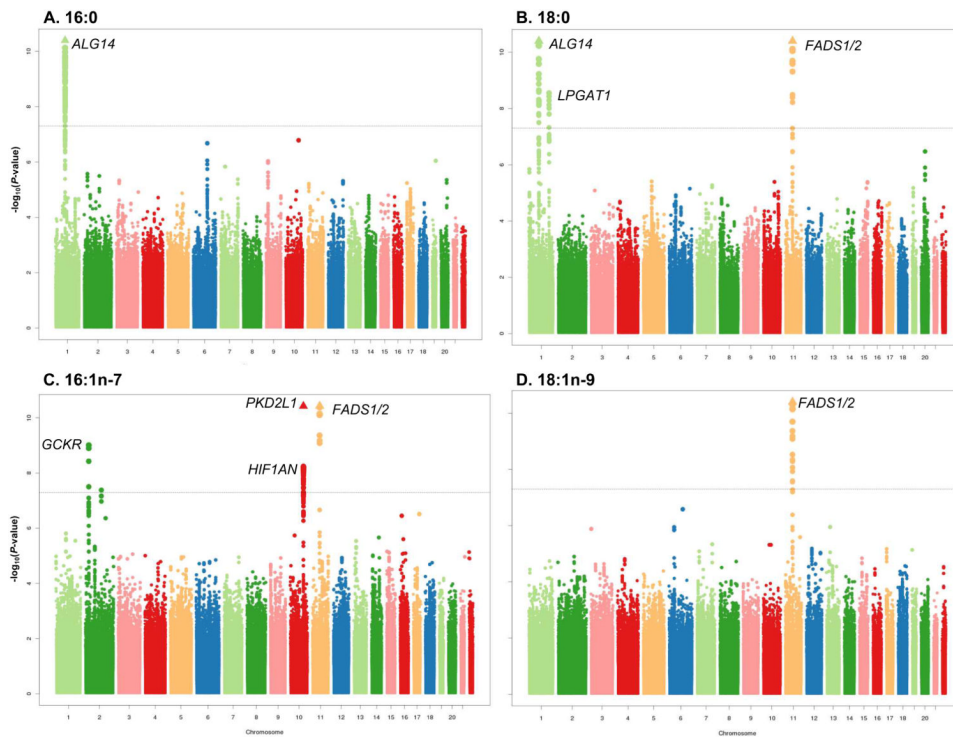 A. 16:0
B. 18:0
ALG14
ALG14
FADS1/2
LPGAT1
-log10(P-value)
10
8
6
4
2
0
10
8
6
4
2
0
1 2 3 4 5 6 7 8 9 10 11 12 13 14 15 16 17 18 20
1 2 3 4 5 6 7 8 9 10 11 12 13 14 15 16 17 18 20
C. 16:1n-7
D. 18:1n-9
PKD2L1
FADS1/2
FADS1/2
GCKR
HIF1AN
-log10(P-value)
10
8
6
4
2
0
1 2 3 4 5 6 7 8 9 10 11 12 13 14 15 16 17 18 20
1 2 3 4 5 6 7 8 9 10 11 12 13 14 15 16 17 18 20
Chromosome
Chromosome